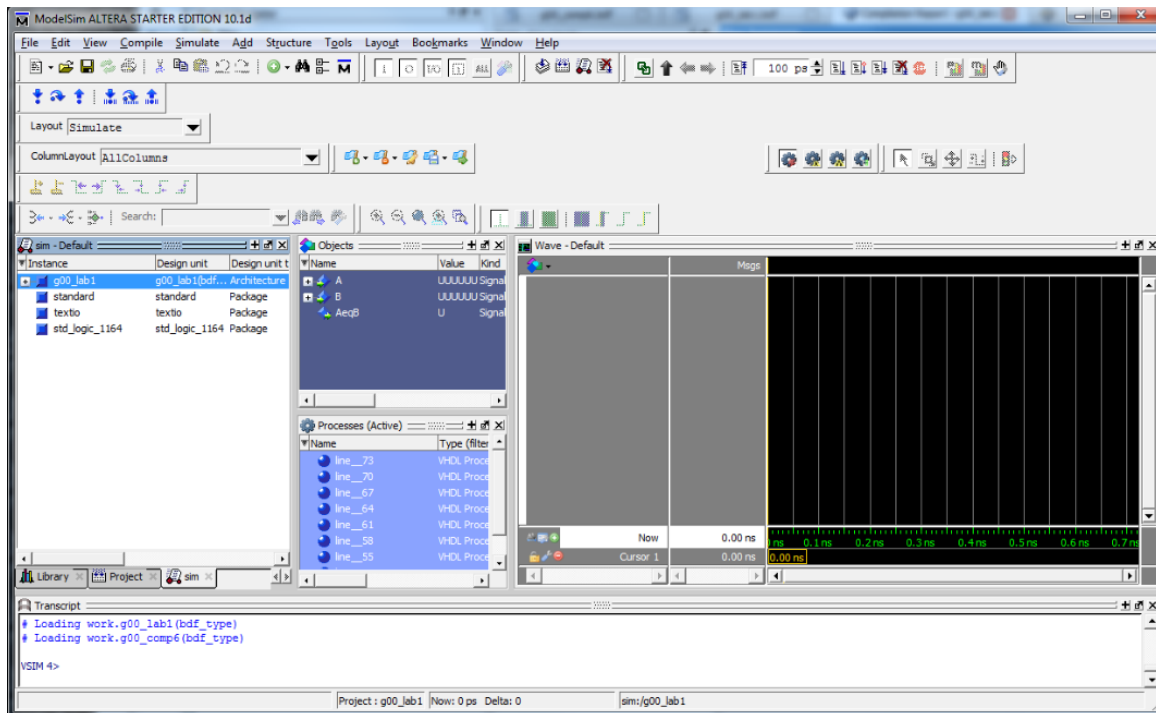 ModelSim ALTERA STARTER EDITION 10.1d
File Edit View Compile Simulate Add Structure Tools Layout Bookmarks Window Help
100 ps
Layout Simulate
ColumnLayout AllColumns
Search:
sim - Default
Instance Design unit Design unit t
g00_lab1 g00_lab1(bdf... Architecture
standard standard Package
textio textio Package
std_logic_1164 std_logic_1164 Package
Library Project sim
Objects
Name Value Kind
A UUUUUU Signal
B UUUUUU Signal
AeqB U Signal
Processes (Active)
Name Type (filter
line__73 VHDL Proce
line__70 VHDL Proce
line__67 VHDL Proce
line__64 VHDL Proce
line__61 VHDL Proce
line__58 VHDL Proce
line__55 VHDL Proce
Wave - Default
Msgs
Now 0.00 ns
ns 0.1 ns 0.2 ns 0.3 ns 0.4 ns 0.5 ns 0.6 ns 0.7 ns
Cursor 1 0.00 ns 0.00 ns
Transcript
# Loading work.g00_lab1(bdf_type)
# Loading work.g00_comp6(bdf_type)
VSIM 4>
Project : g00_lab1 Now: 0 ps Delta: 0 sim:/g00_lab1